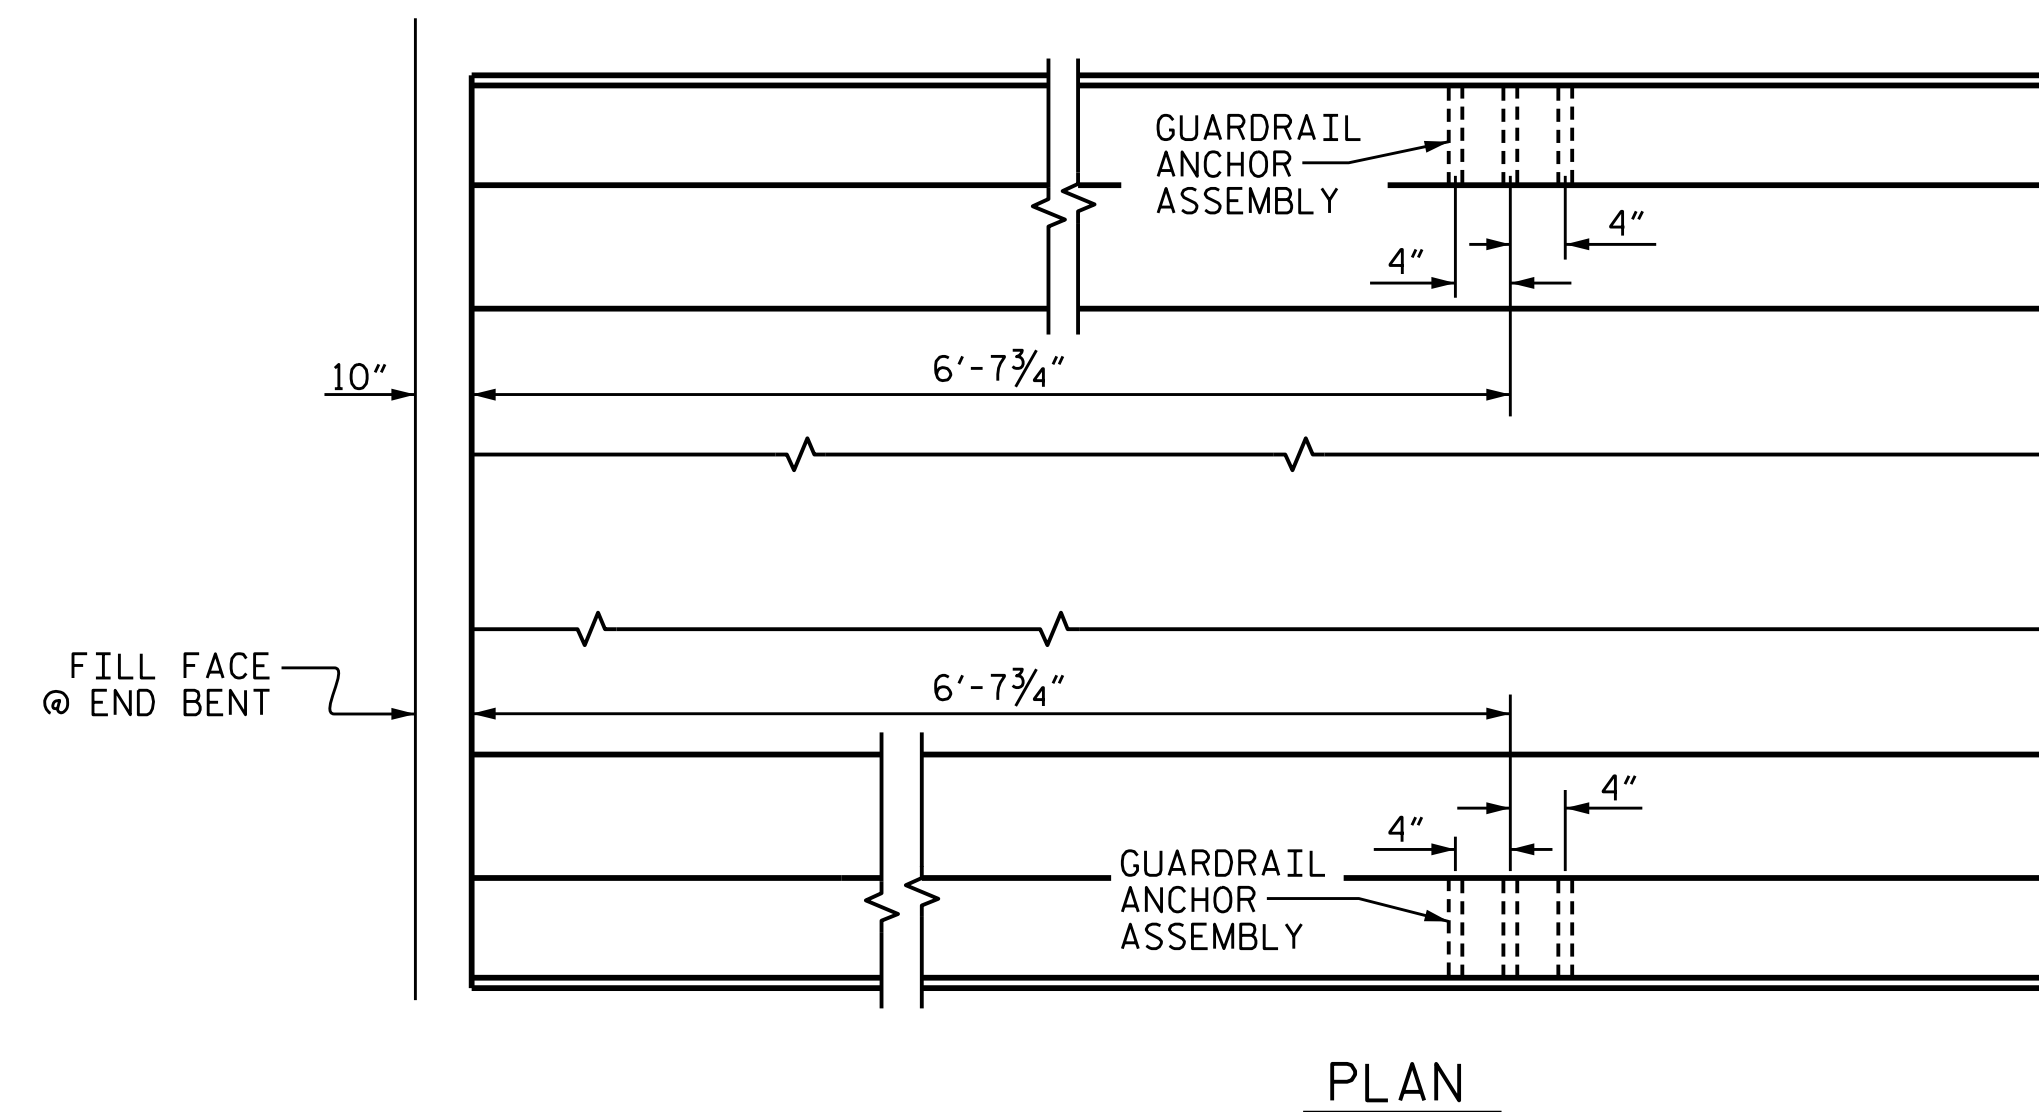 GUARDRAIL
ANCHOR
ASSEMBLY
4"
4"
6'-7¾"
10"
FILL FACE
@ END BENT
6'-7¾"
4"
4"
GUARDRAIL
ANCHOR
ASSEMBLY
PLAN